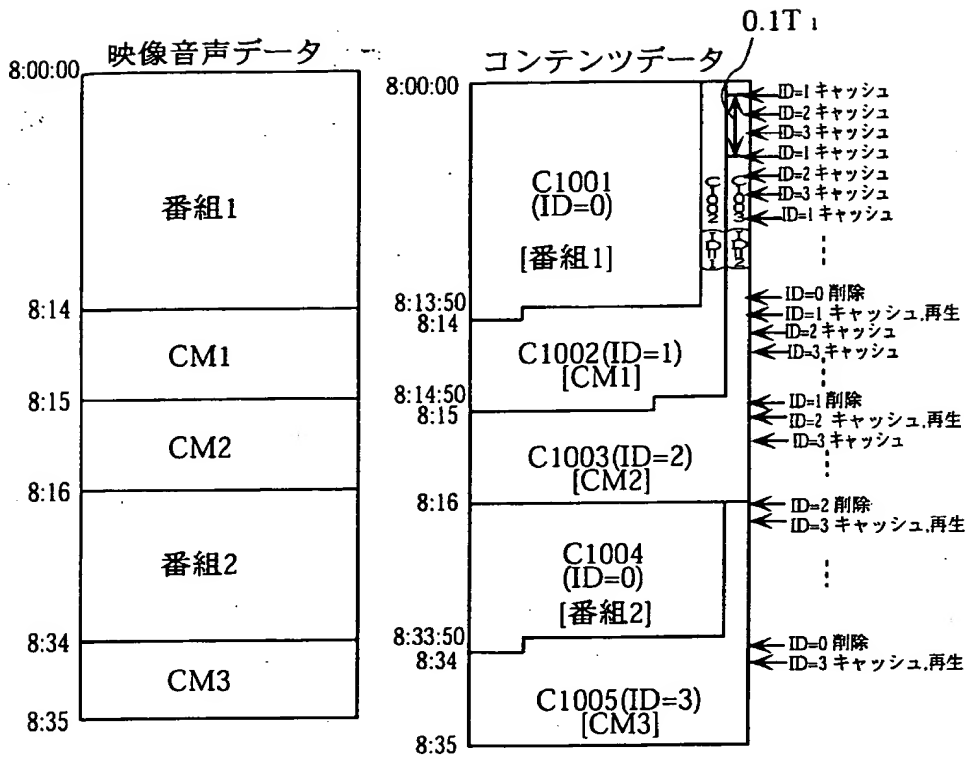 映像音声データ
8:00:00
番組1
8:14
CM1
8:15
CM2
8:16
番組2
8:34
CM3
8:35
コンテンツデータ
0.1T1
8:00:00
C1001
(ID=0)
[番組1]
C1002
(ID=1)
C1003
(ID=2)
8:13:50
8:14
C1002(ID=1)
[CM1]
8:14:50
8:15
C1003(ID=2)
[CM2]
8:16
C1004
(ID=0)
[番組2]
8:33:50
8:34
C1005(ID=3)
[CM3]
8:35
ID=1 キャッシュ
ID=2 キャッシュ
ID=3 キャッシュ
ID=1 キャッシュ
ID=2 キャッシュ
ID=3 キャッシュ
ID=1 キャッシュ
ID=0 削除
ID=1 キャッシュ,再生
ID=2 キャッシュ
ID=3 キャッシュ
ID=1 削除
ID=2 キャッシュ,再生
ID=3 キャッシュ
ID=2 削除
ID=3 キャッシュ,再生
ID=0 削除
ID=3 キャッシュ,再生